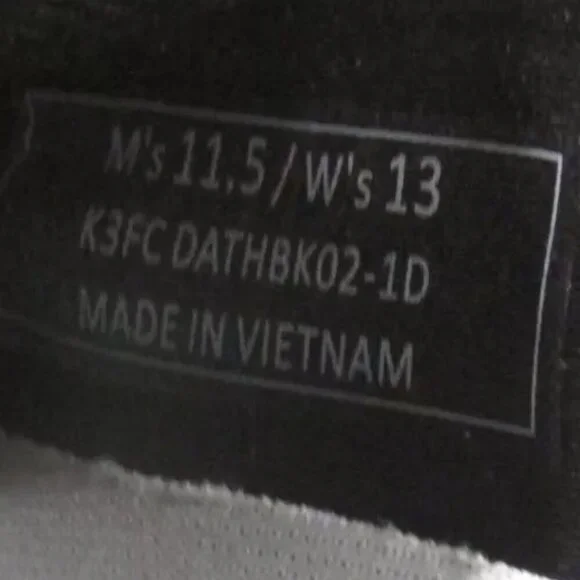 M's 11.5/W's 13
K3FC DATHBK02-1D
MADE IN VIETNAM